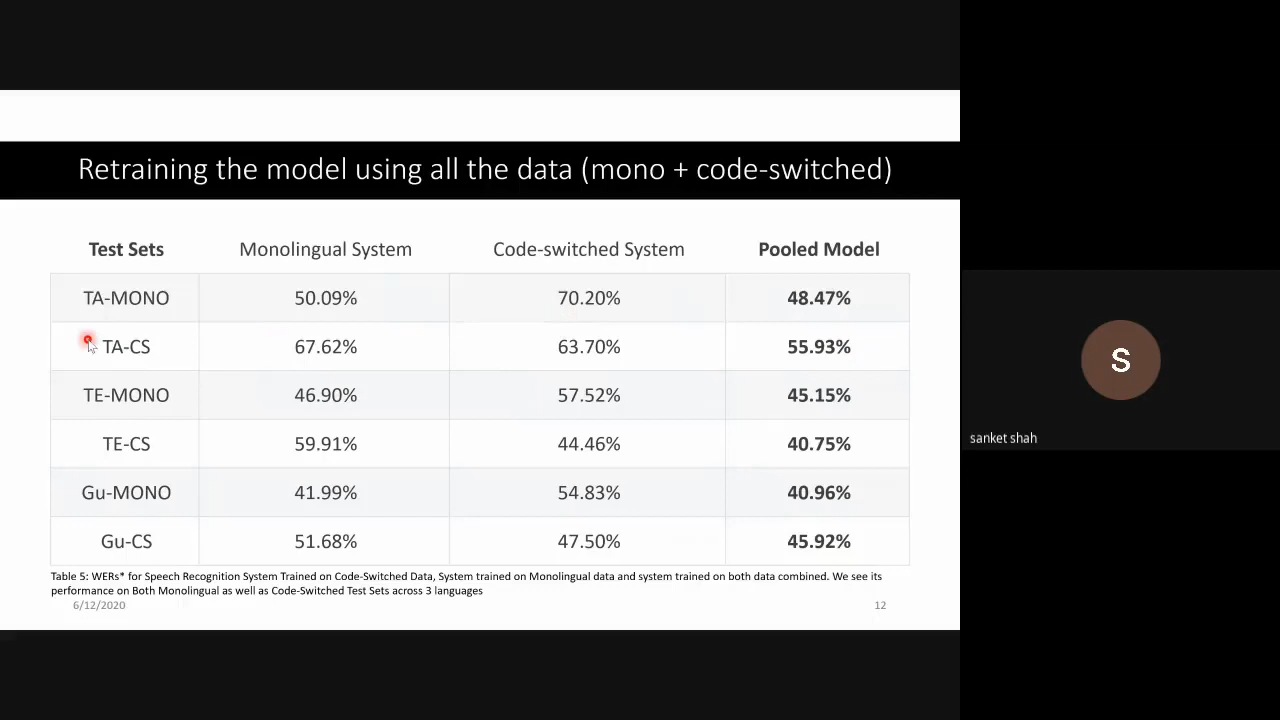 Retraining the model using all the data (mono + code-switched)
Test Sets Monolingual System Code-switched System Pooled Model
TA-MONO 50.09% 70.20% 48.47%
TA-CS 67.62% 63.70% 55.93%
TE-MONO 46.90% 57.52% 45.15%
TE-CS 59.91% 44.46% 40.75%
Gu-MONO 41.99% 54.83% 40.96%
Gu-CS 51.68% 47.50% 45.92%
Table 5: WERs* for Speech Recognition System Trained on Code-Switched Data, System trained on Monolingual data and system trained on both data combined. We see its
performance on Both Monolingual as well as Code-Switched Test Sets across 3 languages
6/12/2020 12
S
sanket shah